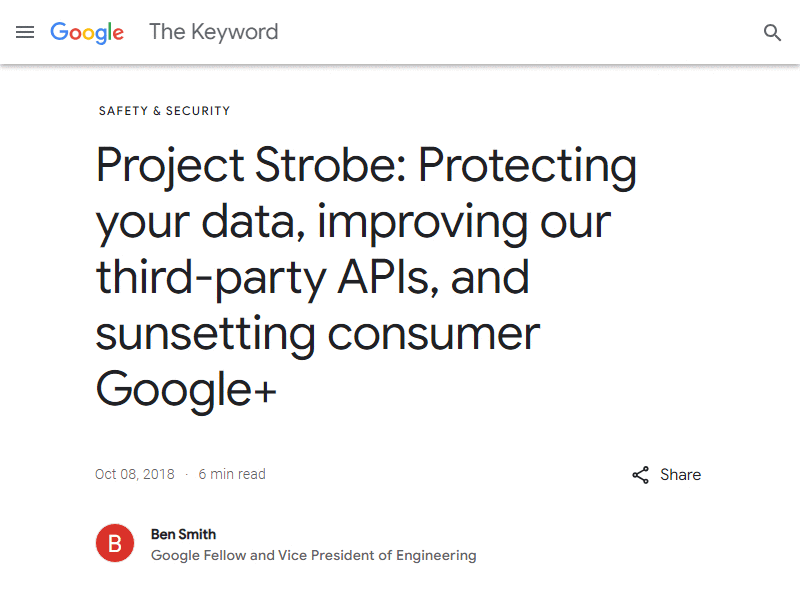 Google The Keyword
SAFETY & SECURITY
Project Strobe: Protecting
your data, improving our
third-party APIs, and
sunsetting consumer
Google+
Oct 08, 2018 · 6 min read
Share
B
Ben Smith
Google Fellow and Vice President of Engineering